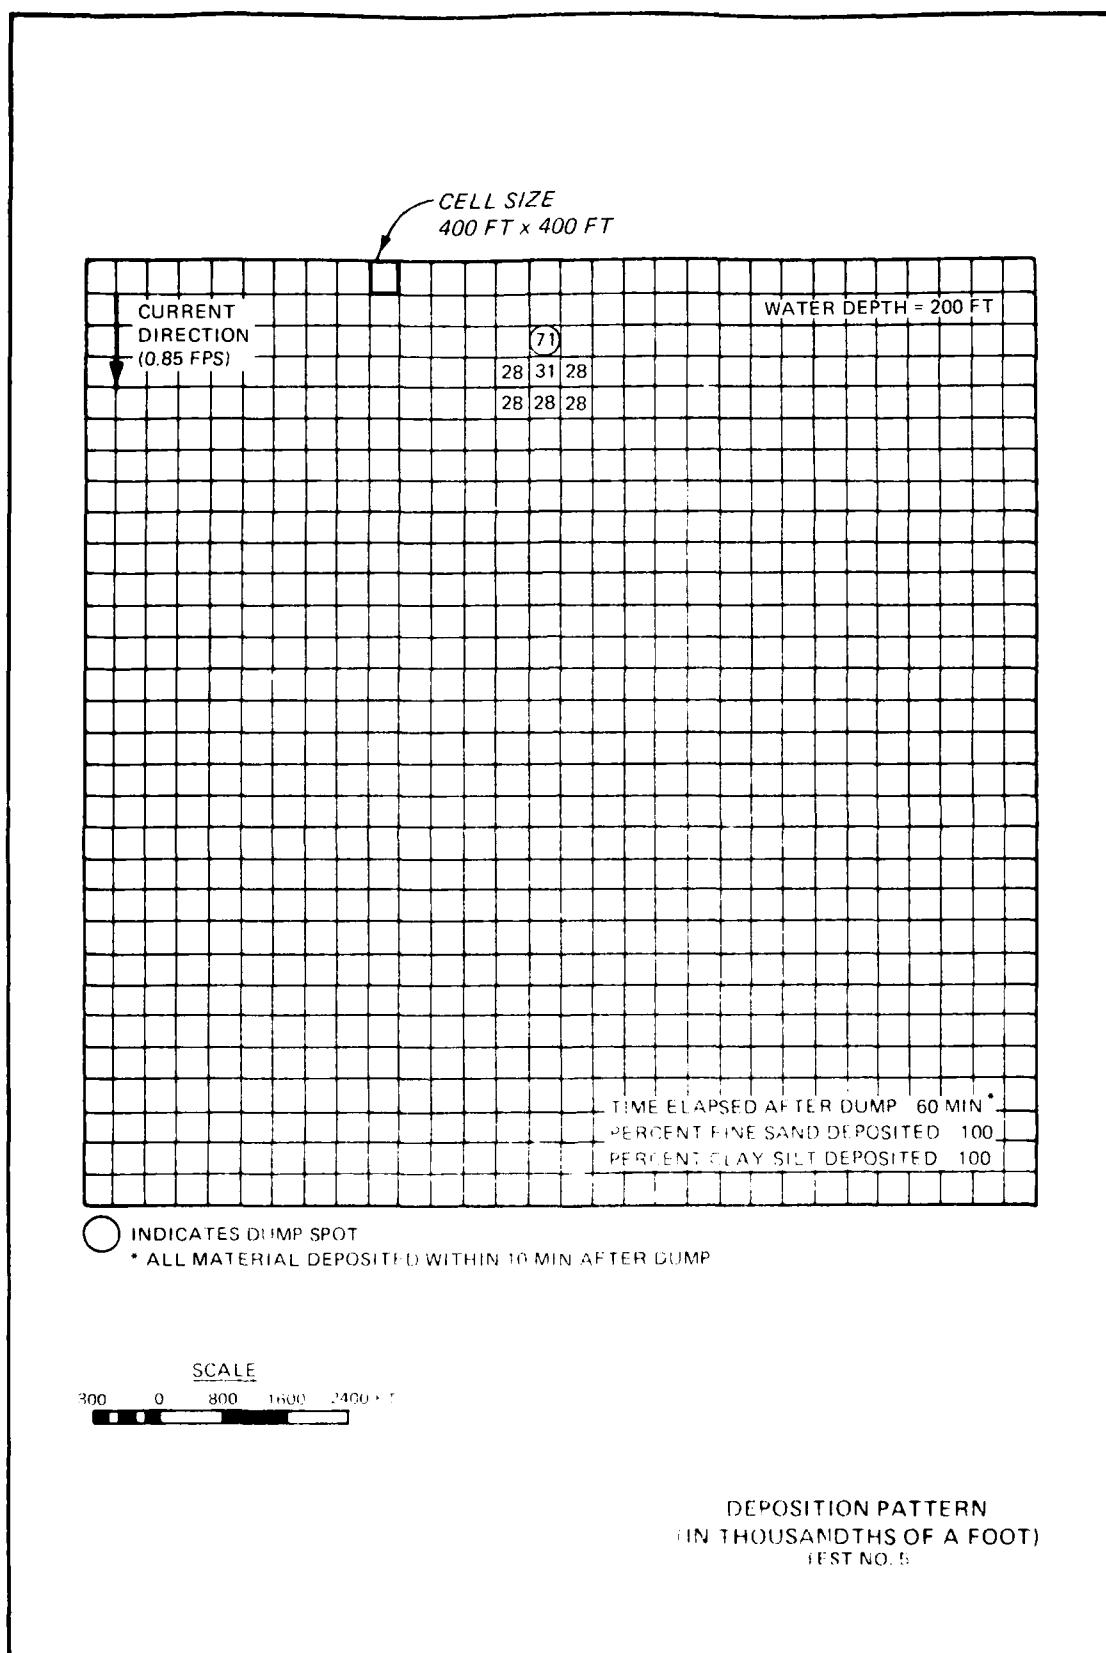 CELL SIZE
400 FT x 400 FT
CURRENT
DIRECTION
(0.85 FPS)
WATER DEPTH = 200 FT
71
28 31 28
28 28 28
TIME ELAPSED AFTER DUMP 60 MIN*
PERCENT FINE SAND DEPOSITED 100
PERCENT CLAY SILT DEPOSITED 100
INDICATES DUMP SPOT
* ALL MATERIAL DEPOSITED WITHIN 10 MIN AFTER DUMP
SCALE
0 800 1600 2400 FT
DEPOSITION PATTERN
(IN THOUSANDTHS OF A FOOT)
TEST NO.